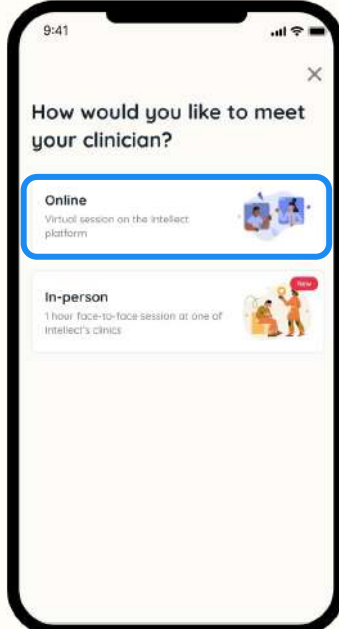 9:41
How would you like to meet
your clinician?
Online
Virtual session on the Intellect
platform
New
In-person
1 hour face-to-face session at one of
Intellect's clinics